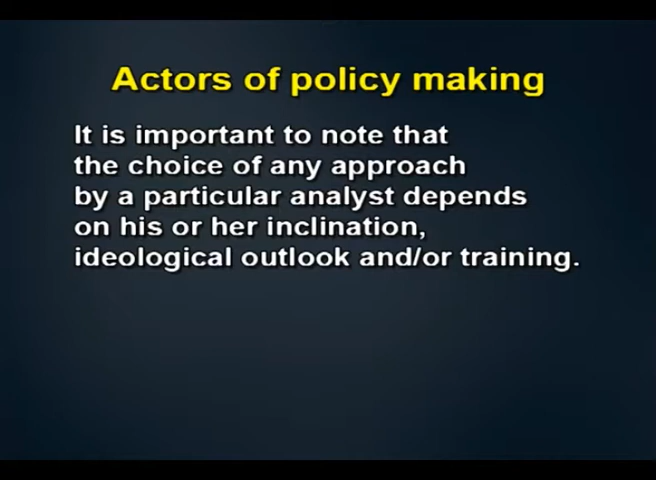 Actors of policy making
It is important to note that
the choice of any approach
by a particular analyst depends
on his or her inclination,
ideological outlook and/or training.